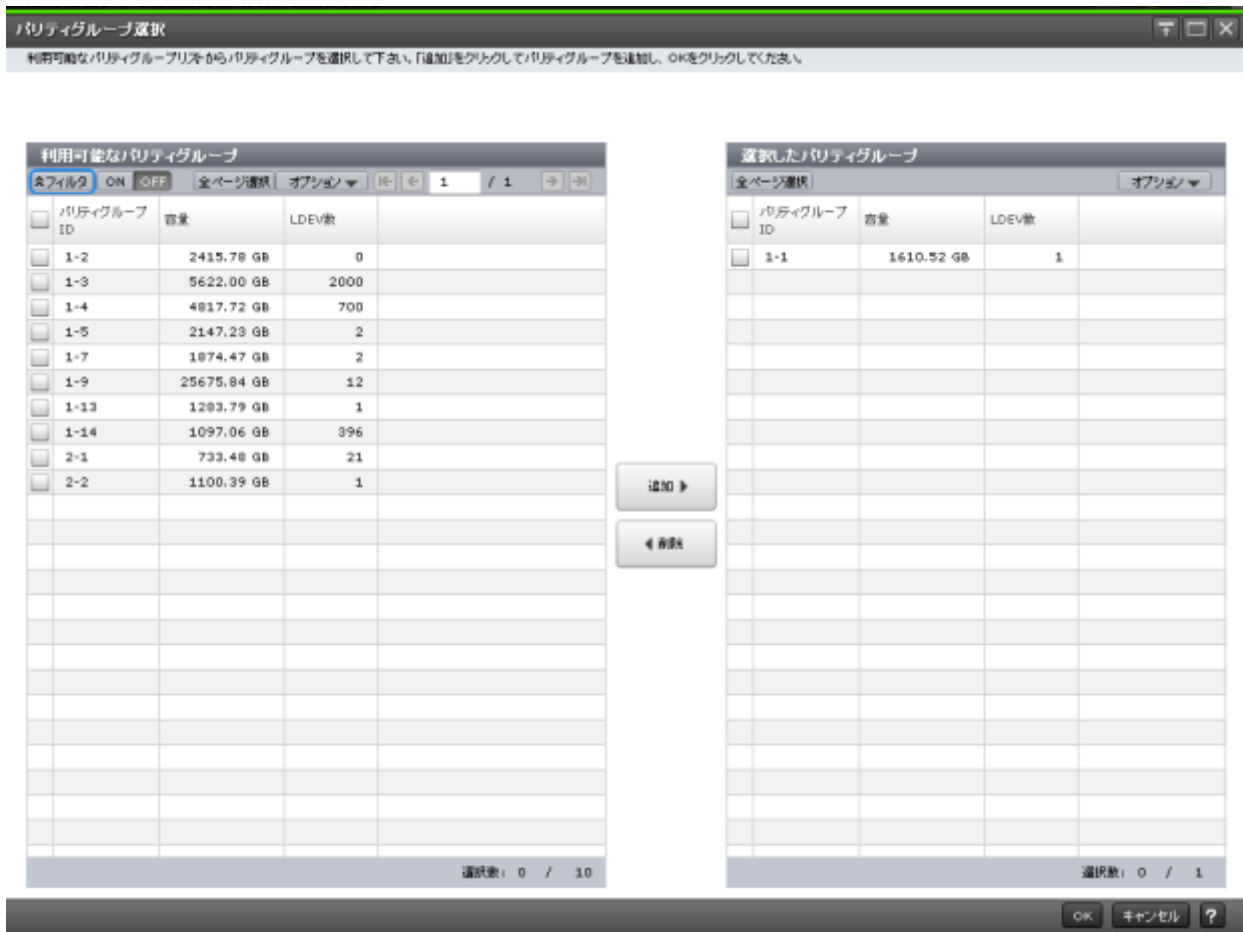 パリティグループ選択
利用可能なパリティグループリストからパリティグループを選択して下さい。「追加」をクリックしてパリティグループを追加し、OKをクリックしてください。
利用可能なパリティグループ
全フィルタ ON OFF 全ページ選択 オプション 1 / 1
パリティグループID 容量 LDEV数
1-2 2415.78 GB 0
1-3 5622.00 GB 2000
1-4 4817.72 GB 700
1-5 2147.23 GB 2
1-7 1874.47 GB 2
1-9 25675.84 GB 12
1-13 1283.79 GB 1
1-14 1097.06 GB 396
2-1 733.48 GB 21
2-2 1100.39 GB 1
選択数: 0 / 10
追加
削除
選択したパリティグループ
全ページ選択 オプション
パリティグループID 容量 LDEV数
1-1 1610.52 GB 1
選択数: 0 / 1
OK キャンセル ?